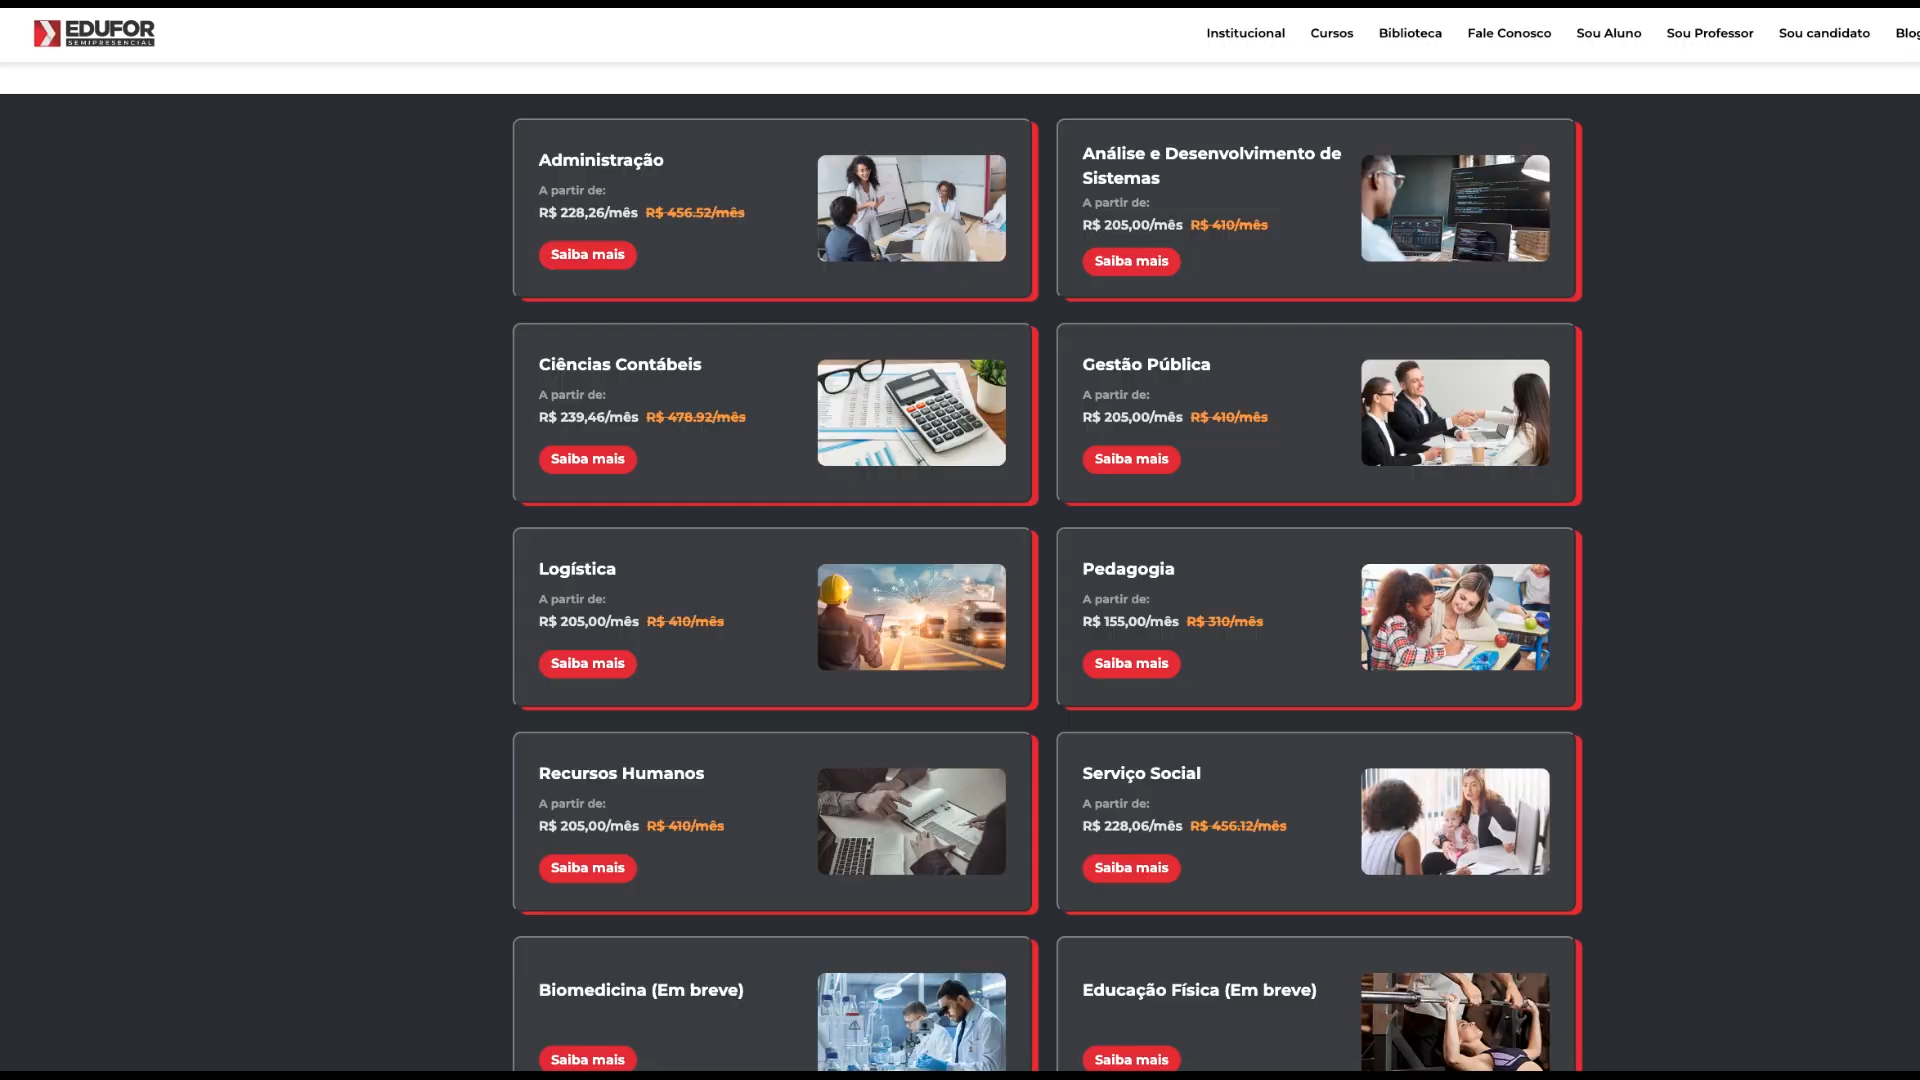 EDUFOR
SEMIPRESENCIAL
Institucional
Cursos
Biblioteca
Fale Conosco
Sou Aluno
Sou Professor
Sou candidato
Blog
Administração
A partir de:
R$ 228,26/mês R$ 456.52/mês
Saiba mais
Análise e Desenvolvimento de
Sistemas
A partir de:
R$ 205,00/mês R$ 410/mês
Saiba mais
Ciências Contábeis
A partir de:
R$ 239,46/mês R$ 478.92/mês
Saiba mais
Gestão Pública
A partir de:
R$ 205,00/mês R$ 410/mês
Saiba mais
Logística
A partir de:
R$ 205,00/mês R$ 410/mês
Saiba mais
Pedagogia
A partir de:
R$ 155,00/mês R$ 310/mês
Saiba mais
Recursos Humanos
A partir de:
R$ 205,00/mês R$ 410/mês
Saiba mais
Serviço Social
A partir de:
R$ 228,06/mês R$ 456.12/mês
Saiba mais
Biomedicina (Em breve)
Saiba mais
Educação Física (Em breve)
Saiba mais